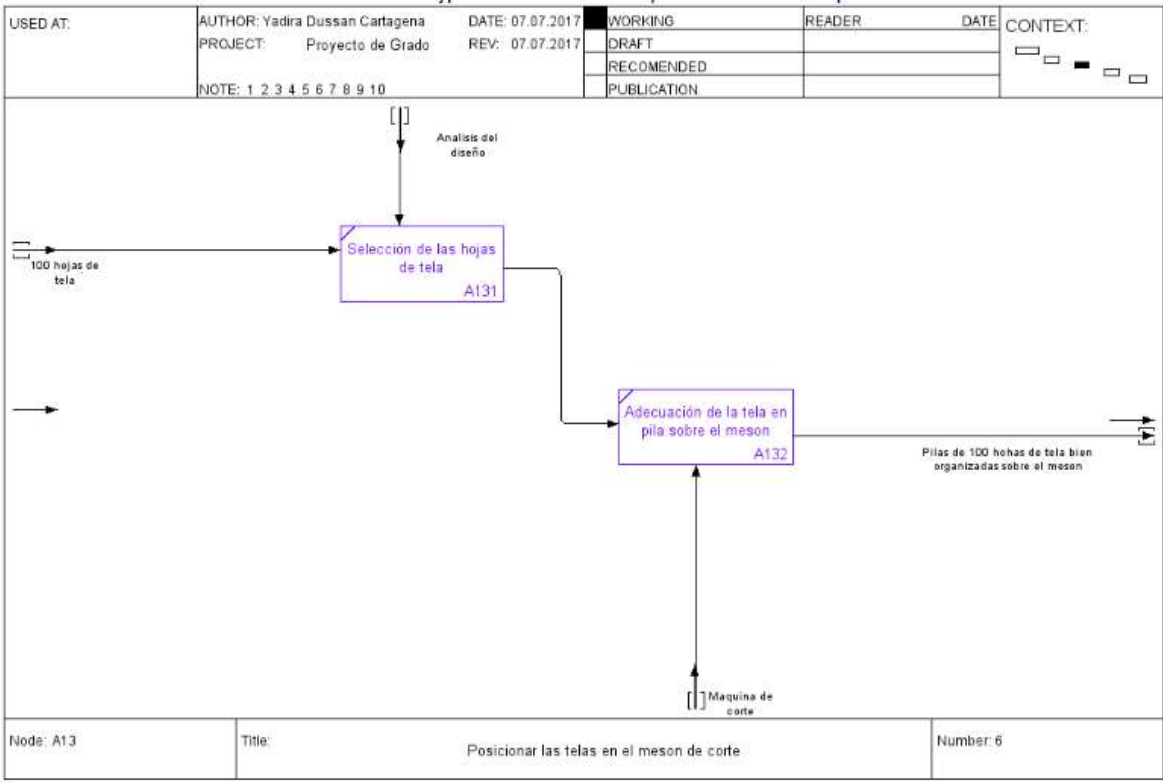 USED AT:
AUTHOR: Yadira Dussan Cartagena
DATE: 07.07.2017
WORKING
READER
DATE
CONTEXT:
PROJECT: Proyecto de Grado
REV: 07.07.2017
DRAFT
RECOMENDED
NOTE: 1 2 3 4 5 6 7 8 9 10
PUBLICATION
Analisis del
diseño
Selección de las hojas
de tela
A131
100 hojas de
tela
Adecuación de la tela en
pila sobre el meson
A132
Pilas de 100 hohas de tela bien
organizadas sobre el meson
Maquina de
corte
Node: A13
Title:
Posicionar las telas en el meson de corte
Number: 6